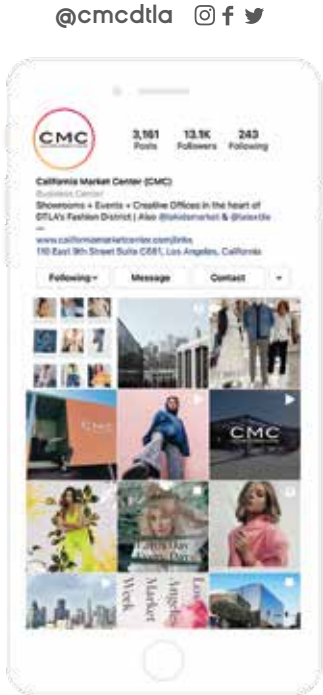 @cmcdtla
CMC
3,161 13.1K 243
Posts Followers Following
California Market Center (CMC)
Business Center
Showrooms + Events + Creative Offices in the heart of
DTLA's Fashion District | Also @lakidsmarket & @latextile
—
www.californiamarketcenter.com/links
110 East 9th Street Suite C661, Los Angeles, California
Following Message Contact
CMC
CMC
Los
Angeles
Market
Week